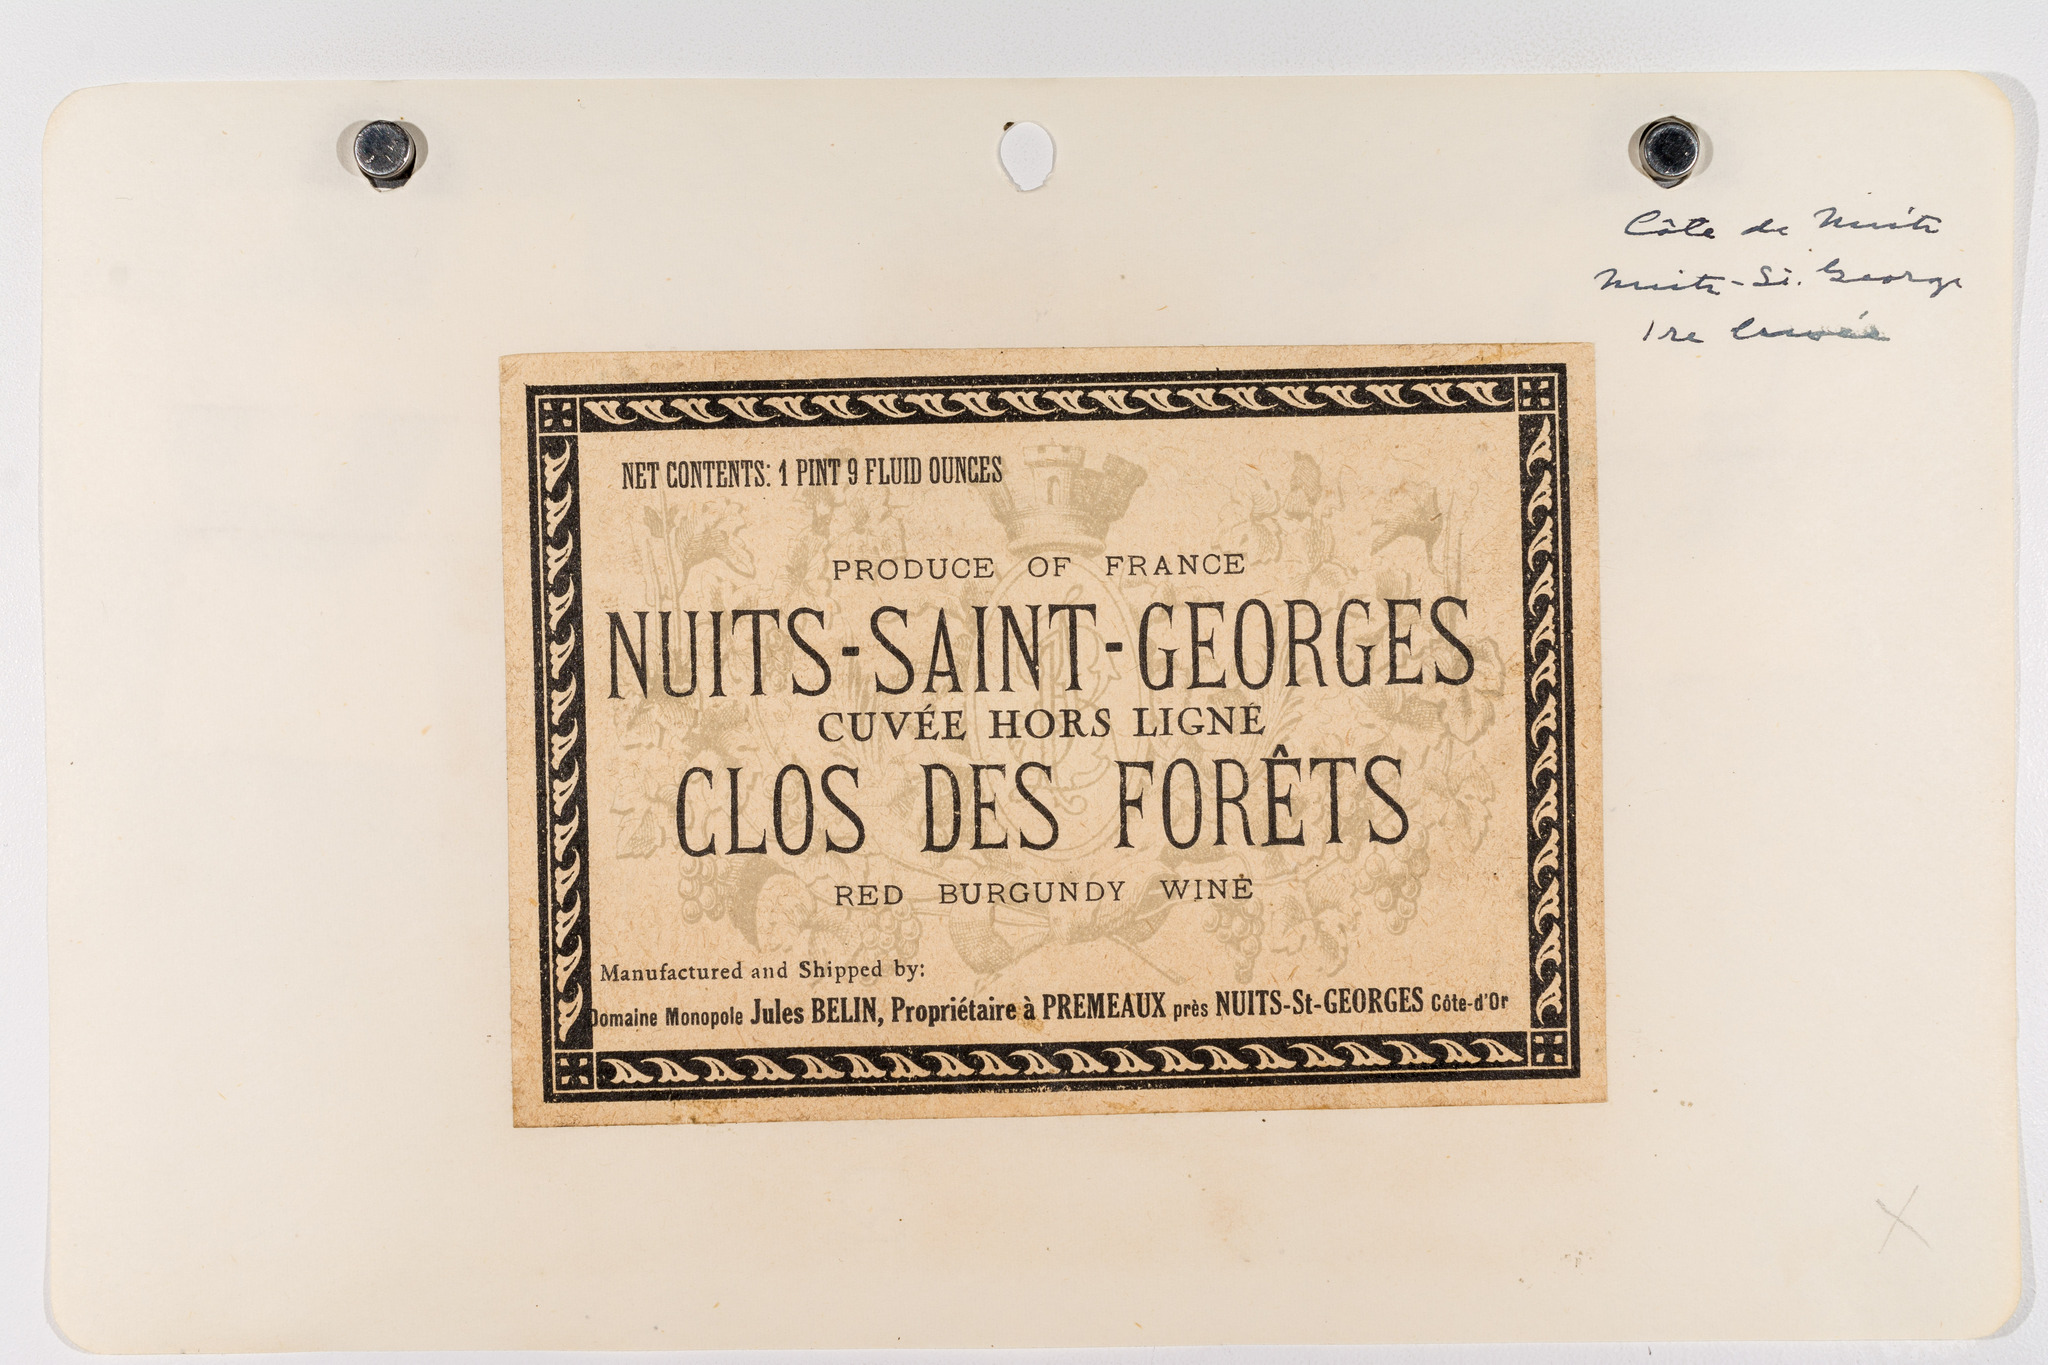 Côte de Nuits
Nuits-St. George
1re Cuvée
NET CONTENTS: 1 PINT 9 FLUID OUNCES
PRODUCE OF FRANCE
NUITS-SAINT-GEORGES
CUVÉE HORS LIGNE
CLOS DES FORÊTS
RED BURGUNDY WINE
Manufactured and Shipped by:
Domaine Monopole Jules BELIN, Propriétaire à PREMEAUX près NUITS-St-GEORGES Côte-d'Or